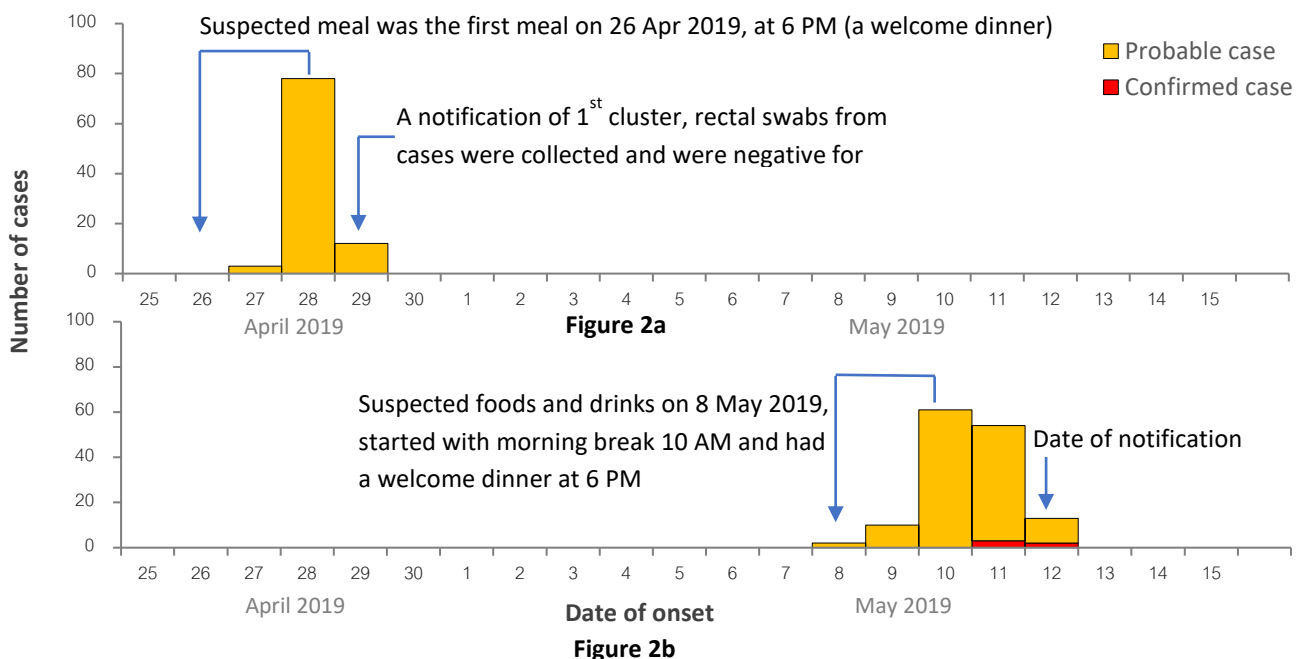 Suspected meal was the first meal on 26 Apr 2019, at 6 PM (a welcome dinner)
Probable case
Confirmed case
A notification of 1st cluster, rectal swabs from
cases were collected and were negative for
Number of cases
100
80
60
40
20
0
25 26 27 28 29 30 1 2 3 4 5 6 7 8 9 10 11 12 13 14 15
April 2019 May 2019
Figure 2a
100
80
60
40
20
0
Suspected foods and drinks on 8 May 2019,
started with morning break 10 AM and had
a welcome dinner at 6 PM
Date of notification
25 26 27 28 29 30 1 2 3 4 5 6 7 8 9 10 11 12 13 14 15
April 2019 May 2019
Date of onset
Figure 2b